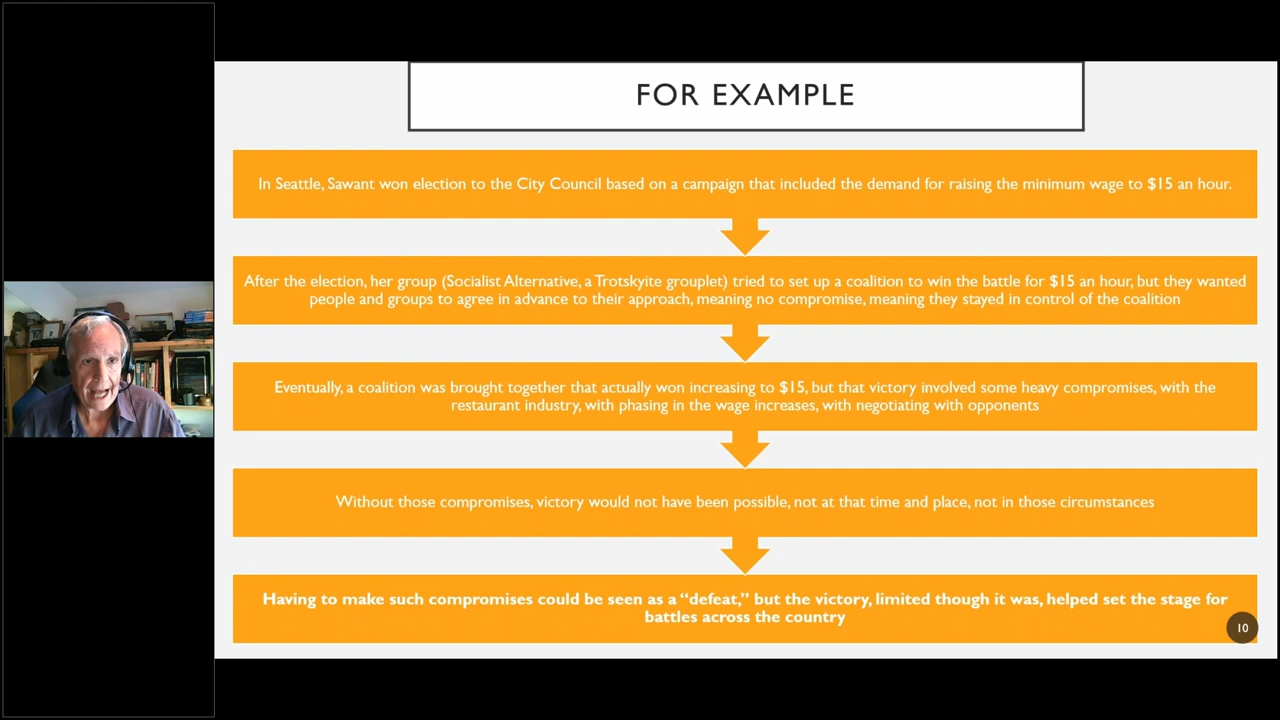 FOR EXAMPLE
In Seattle, Sawant won election to the City Council based on a campaign that included the demand for raising the minimum wage to $15 an hour.
After the election, her group (Socialist Alternative, a Trotskyite grouplet) tried to set up a coalition to win the battle for $15 an hour, but they wanted
people and groups to agree in advance to their approach, meaning no compromise, meaning they stayed in control of the coalition
Eventually, a coalition was brought together that actually won increasing to $15, but that victory involved some heavy compromises, with the
restaurant industry, with phasing in the wage increases, with negotiating with opponents
Without those compromises, victory would not have been possible, not at that time and place, not in those circumstances
Having to make such compromises could be seen as a “defeat,” but the victory, limited though it was, helped set the stage for
battles across the country
10